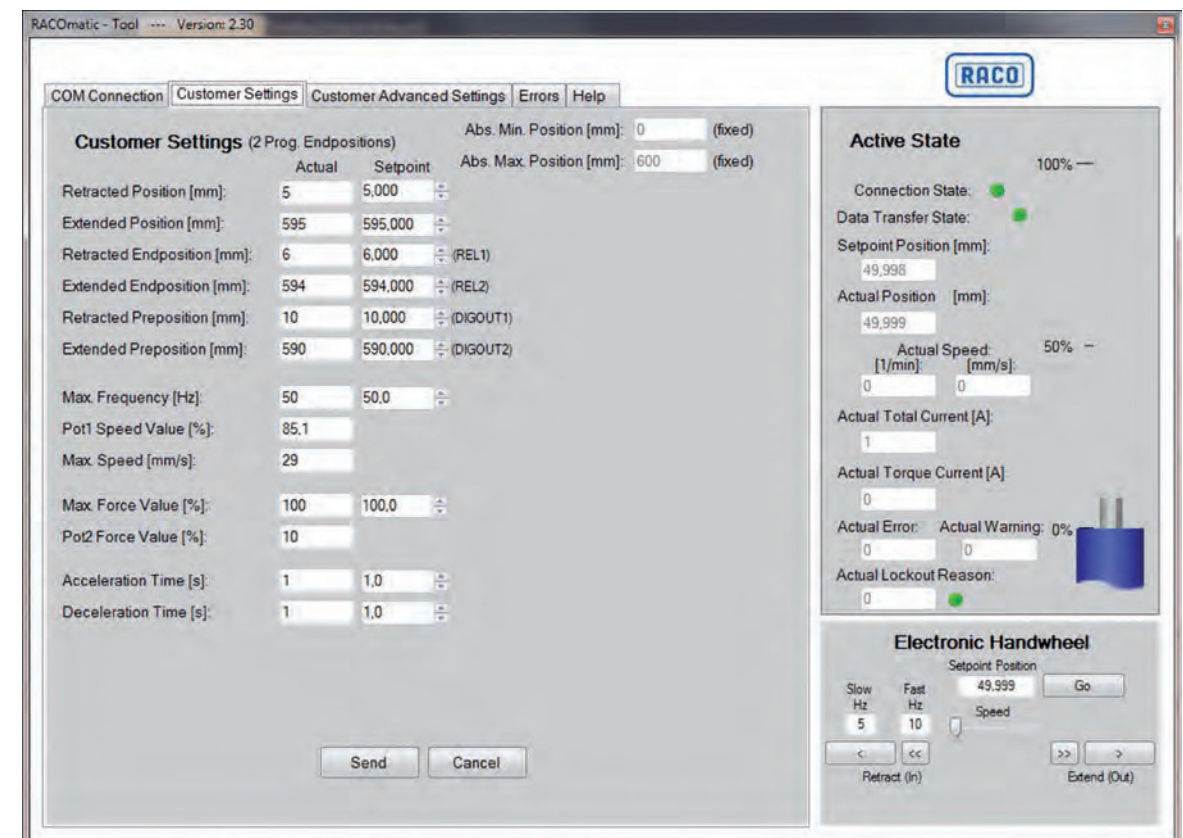 RACOmatic - Tool --- Version: 2.30
RACO
COM Connection Customer Settings Customer Advanced Settings Errors Help
Customer Settings (2 Prog. Endpositions)
Abs. Min. Position [mm]: 0 (fixed)
Abs. Max. Position [mm]: 600 (fixed)
Actual Setpoint
Retracted Position [mm]: 5 5,000
Extended Position [mm]: 595 595,000
Retracted Endposition [mm]: 6 6,000 (REL1)
Extended Endposition [mm]: 594 594,000 (REL2)
Retracted Preposition [mm]: 10 10,000 (DIGOUT1)
Extended Preposition [mm]: 590 590,000 (DIGOUT2)
Max. Frequency [Hz]: 50 50,0
Pot1 Speed Value [%]: 85,1
Max. Speed [mm/s]: 29
Max. Force Value [%]: 100 100,0
Pot2 Force Value [%]: 10
Acceleration Time [s]: 1 1,0
Deceleration Time [s]: 1 1,0
Send Cancel
Active State
100%
Connection State:
Data Transfer State:
Setpoint Position [mm]:
49,998
Actual Position [mm]:
49,999
Actual Speed: 50%
[1/min]: [mm/s]:
0 0
Actual Total Current [A]:
1
Actual Torque Current [A]
0
Actual Error: Actual Warning: 0%
0 0
Actual Lockout Reason:
0
Electronic Handwheel
Setpoint Position
Slow Fast 49,999 Go
Hz Hz Speed
5 10
< << >> >
Retract (In) Extend (Out)